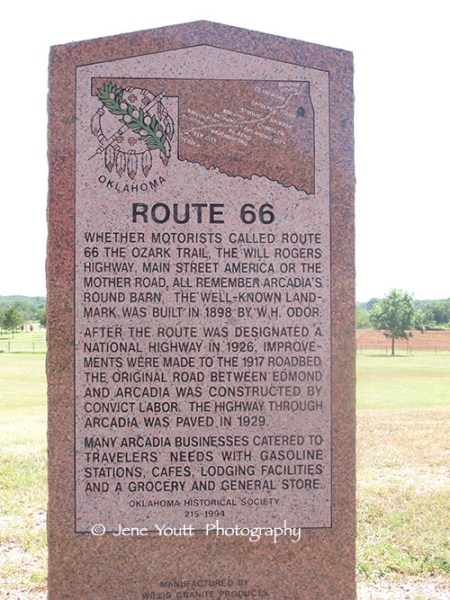 OKLAHOMA
ROUTE 66
WHETHER MOTORISTS CALLED ROUTE
66 THE OZARK TRAIL, THE WILL ROGERS
HIGHWAY, MAIN STREET AMERICA OR THE
MOTHER ROAD, ALL REMEMBER ARCADIA'S
ROUND BARN. THE WELL-KNOWN LAND-
MARK WAS BUILT IN 1898 BY W.H. ODOR.
AFTER THE ROUTE WAS DESIGNATED A
NATIONAL HIGHWAY IN 1926, IMPROVE-
MENTS WERE MADE TO THE 1917 ROADBED.
THE ORIGINAL ROAD BETWEEN EDMOND
AND ARCADIA WAS CONSTRUCTED BY
CONVICT LABOR. THE HIGHWAY THROUGH
ARCADIA WAS PAVED IN 1929.
MANY ARCADIA BUSINESSES CATERED TO
TRAVELERS' NEEDS WITH GASOLINE
STATIONS, CAFES, LODGING FACILITIES
AND A GROCERY AND GENERAL STORE.
OKLAHOMA HISTORICAL SOCIETY
215-1994
© Jene Youtt Photography
MANUFACTURED BY
WILLIS GRANITE PRODUCTS